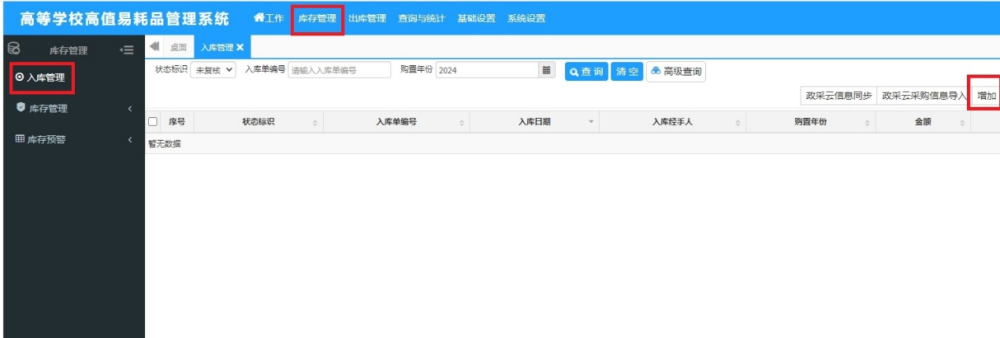 高等学校高值易耗品管理系统 工作 库存管理 出库管理 查询与统计 基础设置 系统设置
库存管理 桌面 入库管理
状态标识 未复核 入库单编号 请输入入库单编号 购置年份 2024 查询 清空 高级查询
入库管理
政采云信息同步 政采云采购信息导入 增加
库存管理
序号 状态标识 入库单编号 入库日期 入库经手人 购置年份 金额
库存预警
暂无数据